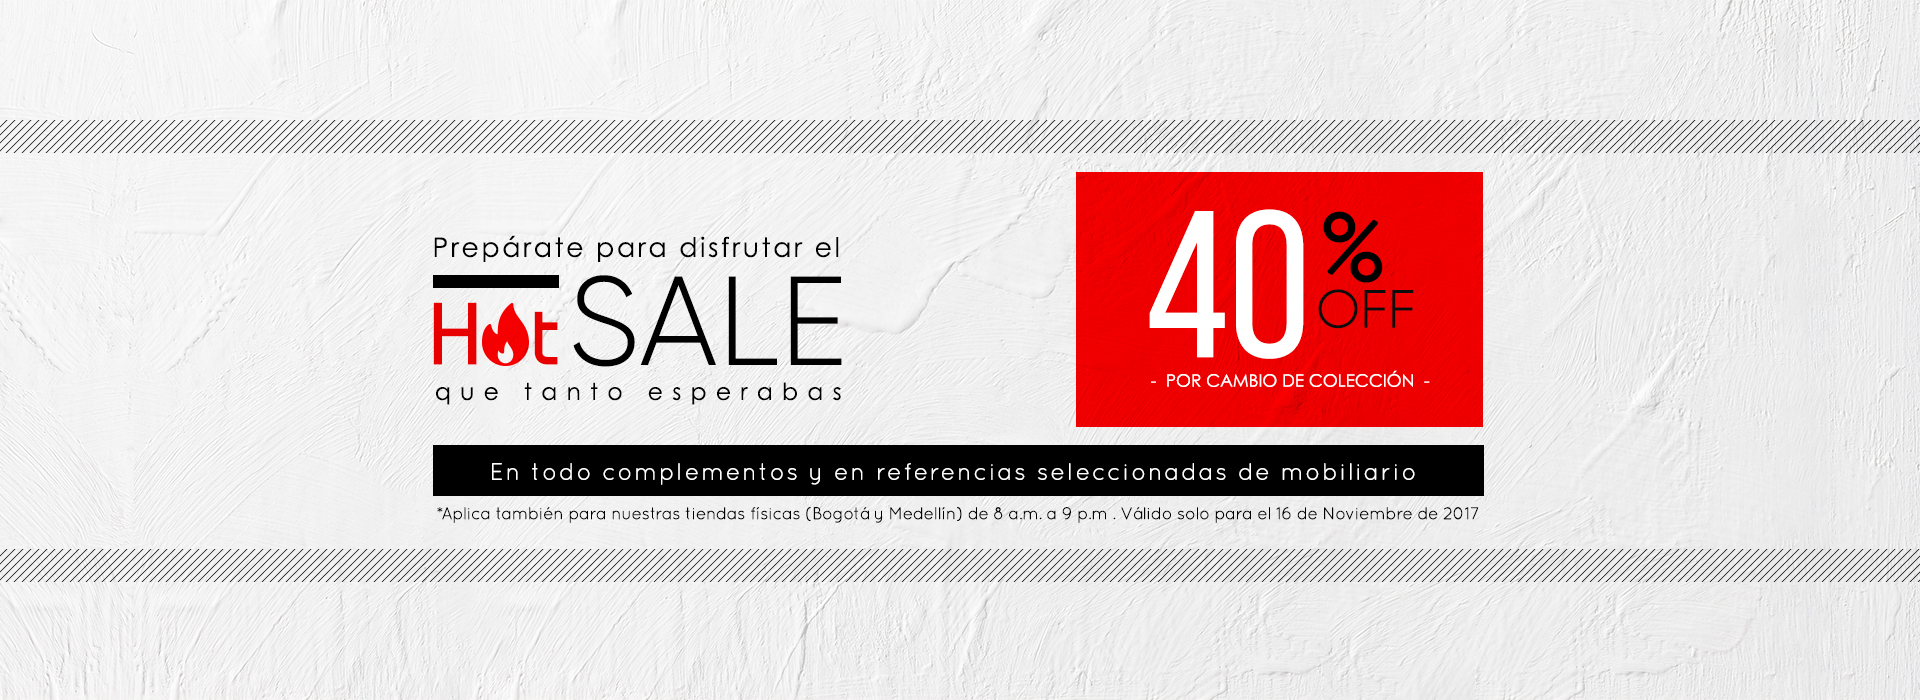 Prepárate para disfrutar el
Hot SALE
que tanto esperabas
40% OFF
- POR CAMBIO DE COLECCIÓN -
En todo complementos y en referencias seleccionadas de mobiliario
*Aplica también para nuestras tiendas físicas (Bogotá y Medellín) de 8 a.m. a 9 p.m . Válido solo para el 16 de Noviembre de 2017